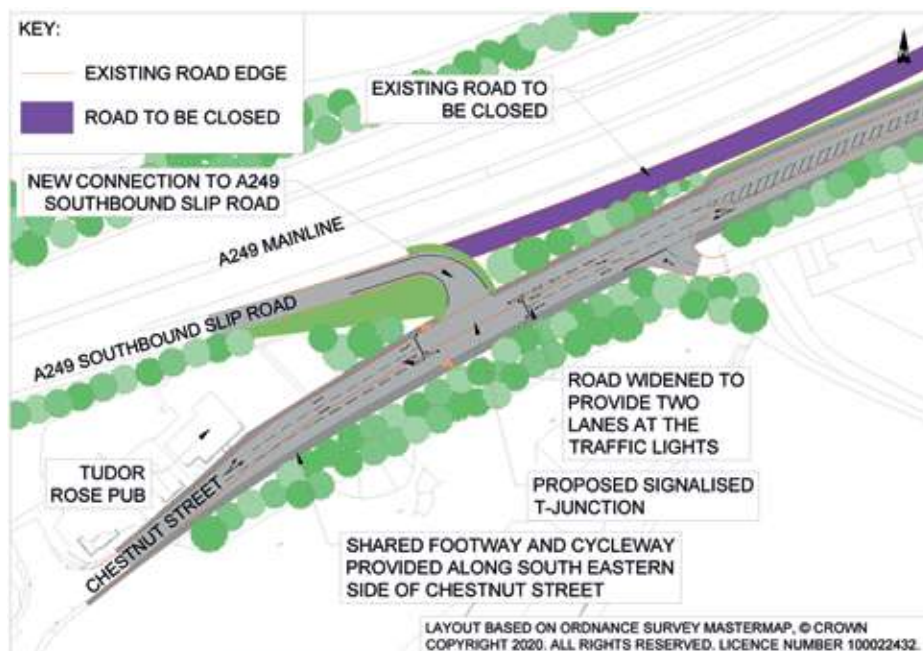 KEY:
EXISTING ROAD EDGE
ROAD TO BE CLOSED
EXISTING ROAD TO
BE CLOSED
NEW CONNECTION TO A249
SOUTHBOUND SLIP ROAD
A249 MAINLINE
A249 SOUTHBOUND SLIP ROAD
TUDOR
ROSE PUB
CHESTNUT STREET
ROAD WIDENED TO
PROVIDE TWO
LANES AT THE
TRAFFIC LIGHTS
PROPOSED SIGNALISED
T-JUNCTION
SHARED FOOTWAY AND CYCLEWAY
PROVIDED ALONG SOUTH EASTERN
SIDE OF CHESTNUT STREET
LAYOUT BASED ON ORDNANCE SURVEY MASTERMAP, © CROWN
COPYRIGHT 2020. ALL RIGHTS RESERVED. LICENCE NUMBER 100022432.